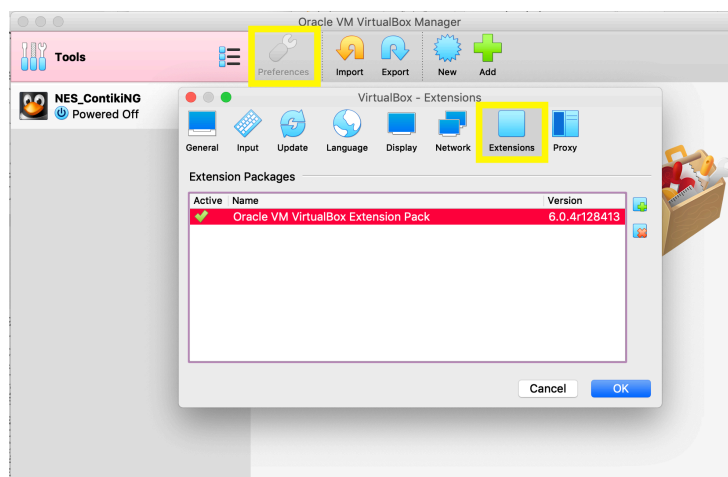 Oracle VM VirtualBox Manager
Tools
Preferences Import Export New Add
NES_ContikiNG
Powered Off
VirtualBox - Extensions
General Input Update Language Display Network Extensions Proxy
Extension Packages
Active Name Version
Oracle VM VirtualBox Extension Pack 6.0.4r128413
Cancel OK